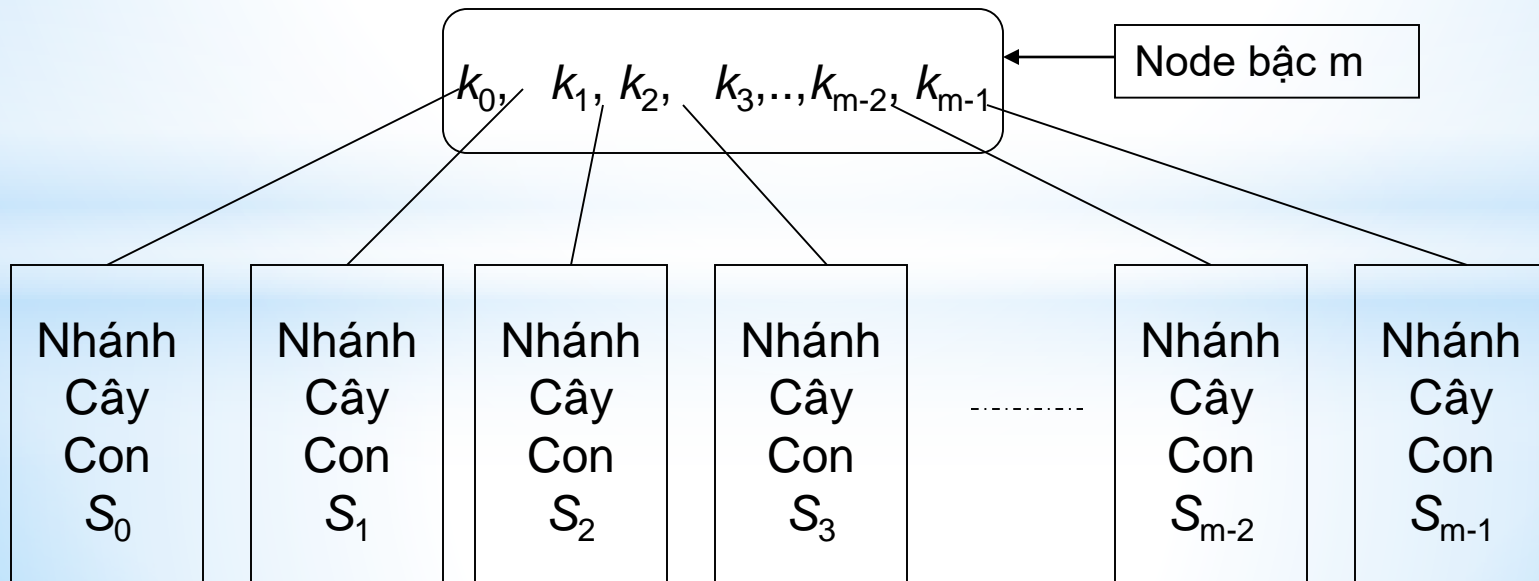 Node bậc m
k0, k1, k2, k3,..,km-2, km-1
Nhánh
Cây
Con
S0
Nhánh
Cây
Con
S1
Nhánh
Cây
Con
S2
Nhánh
Cây
Con
S3
Nhánh
Cây
Con
Sm-2
Nhánh
Cây
Con
Sm-1